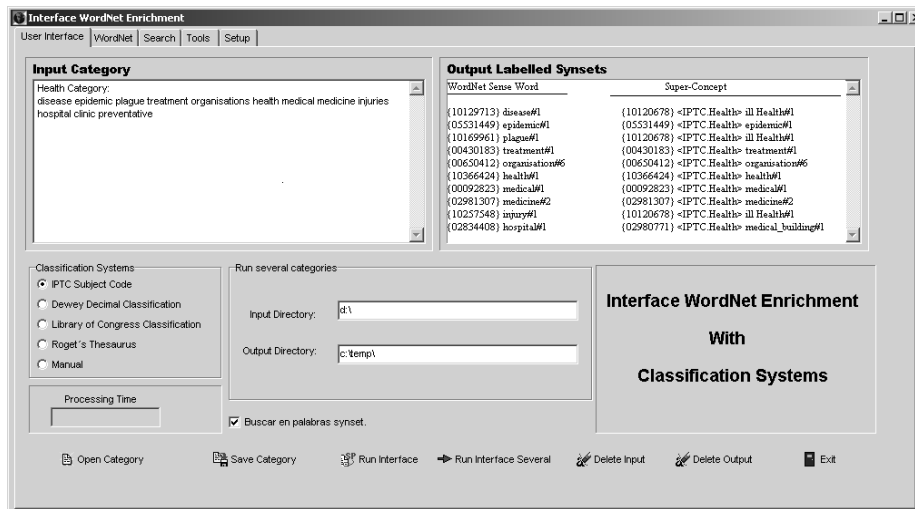 Interface WordNet Enrichment
User Interface WordNet Search Tools Setup
Input Category
Health Category:
disease epidemic plague treatment organisations health medical medicine injuries
hospital clinic preventative
Output Labelled Synsets
WordNet Sense Word Super-Concept
{10129713} disease#1 {10120678} <IPTC.Health> ill Health#1
{05531449} epidemic#1 {05531449} <IPTC.Health> epidemic#1
{10169961} plague#1 {10120678} <IPTC.Health> ill Health#1
{00430183} treatment#1 {00430183} <IPTC.Health> treatment#1
{00650412} organisation#6 {00650412} <IPTC.Health> organisation#6
{10366424} health#1 {10366424} <IPTC.Health> health#1
{00092823} medical#1 {00092823} <IPTC.Health> medical#1
{02981307} medicine#2 {02981307} <IPTC.Health> medicine#2
{10257548} injury#1 {10120678} <IPTC.Health> ill Health#1
{02834408} hospital#1 {02980771} <IPTC.Health> medical_building#1
Classification Systems
IPTC Subject Code
Dewey Decimal Classification
Library of Congress Classification
Roget's Thesaurus
Manual
Processing Time
Run several categories
Input Directory: d:\
Output Directory: c:\temp\
Buscar en palabras synset.
Interface WordNet Enrichment
With
Classification Systems
Open Category Save Category Run Interface Run Interface Several Delete Input Delete Output Exit